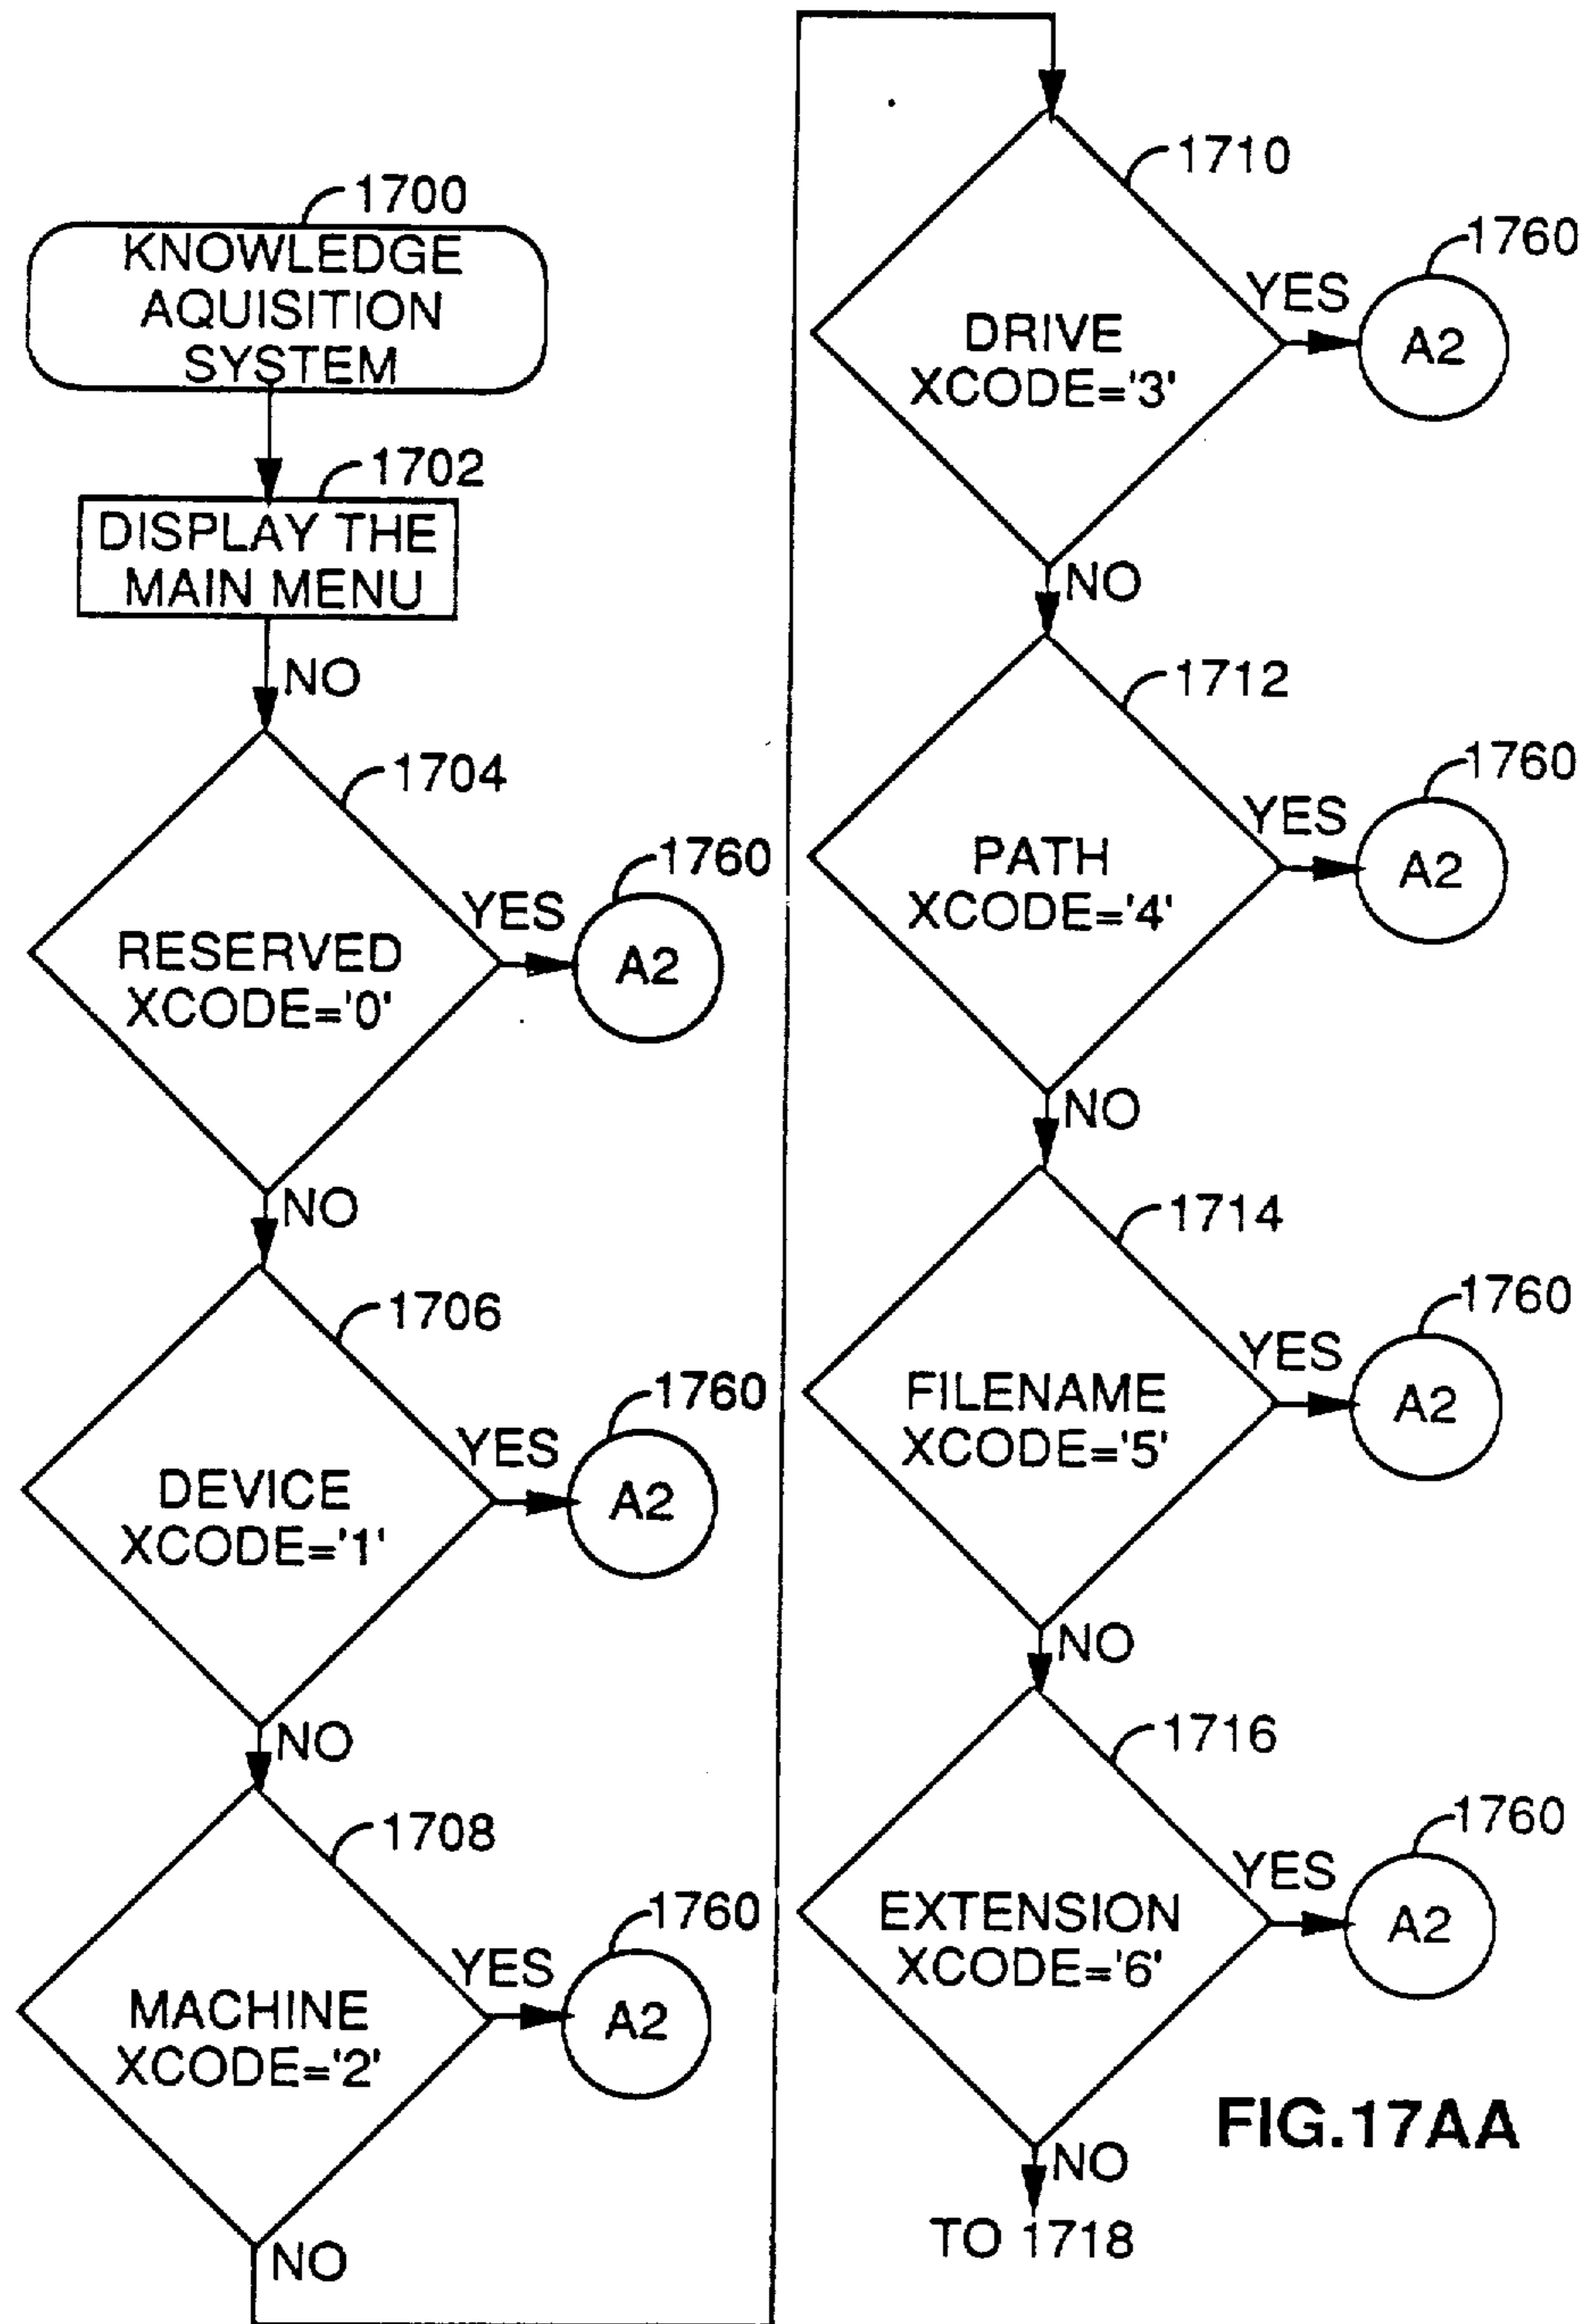 1700
KNOWLEDGE
AQUISITION
SYSTEM
1702
DISPLAY THE
MAIN MENU
NO
1704
RESERVED
XCODE='0'
YES
1760
A2
NO
1706
DEVICE
XCODE='1'
YES
1760
A2
NO
1708
MACHINE
XCODE='2'
YES
1760
A2
NO
1710
DRIVE
XCODE='3'
YES
1760
A2
NO
1712
PATH
XCODE='4'
YES
1760
A2
NO
1714
FILENAME
XCODE='5'
YES
1760
A2
NO
1716
EXTENSION
XCODE='6'
YES
1760
A2
NO
TO 1718
FIG.17AA